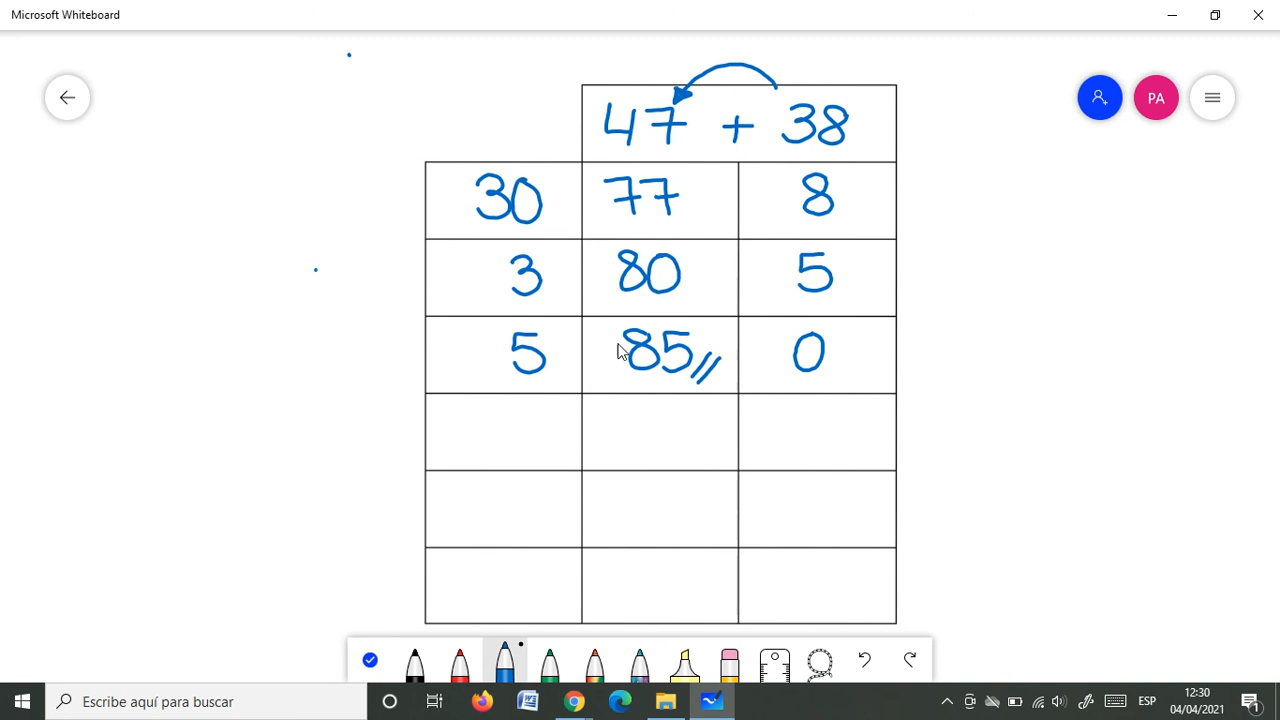 Microsoft Whiteboard
47 + 38
PA
30 77 8
3 80 5
5 85 0
Escribe aquí para buscar
ESP
12:30
04/04/2021
1